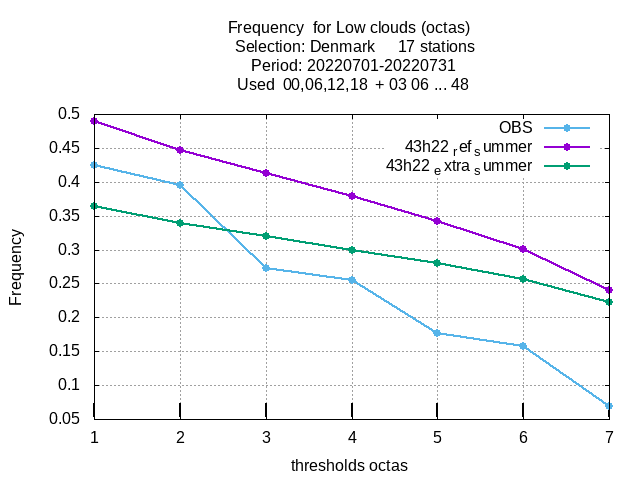 Frequency  for Low clouds (octas)
Selection: Denmark     17 stations
Period: 20220701-20220731
Used  00,06,12,18  + 03 06 ... 48
0.5
0.45
0.4
0.35
0.3
0.25
0.2
0.15
0.1
0.05
Frequency
OBS
43h22 ref summer
43h22 extra summer
1 2 3 4 5 6 7
thresholds octas